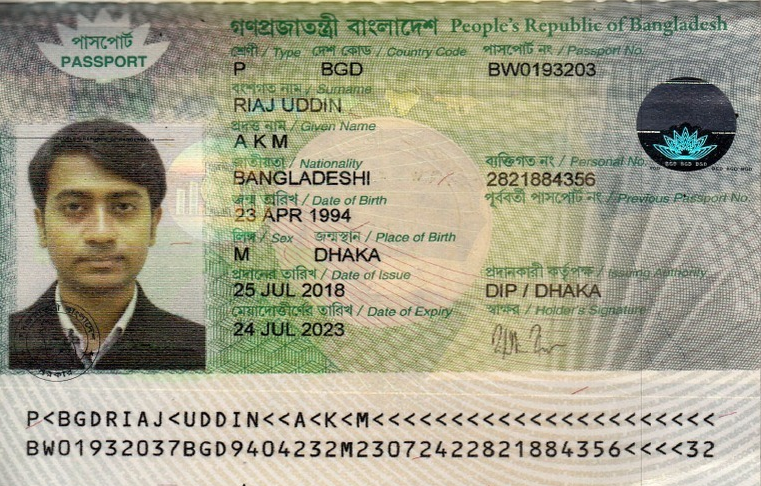 পাসপোর্ট
PASSPORT
গণপ্রজাতন্ত্রী বাংলাদেশ People's Republic of Bangladesh
শ্রেণী / Type দেশ কোড / Country Code পাসপোর্ট নং / Passport No.
P BGD BW0193203
বংশগত নাম / Surname
RIAJ UDDIN
প্রদত্ত নাম / Given Name
A K M
জাতীয়তা / Nationality ব্যক্তিগত নং / Personal No.
BANGLADESHI 2821884356
জন্ম তারিখ / Date of Birth পূর্ববর্তী পাসপোর্ট নং / Previous Passport No.
23 APR 1994
লিঙ্গ / Sex জন্মস্থান / Place of Birth
M DHAKA
প্রদানের তারিখ / Date of Issue প্রদানকারী কর্তৃপক্ষ / Issuing Authority
25 JUL 2018 DIP / DHAKA
মেয়াদোত্তীর্ণের তারিখ / Date of Expiry স্বাক্ষর / Holder's Signature
24 JUL 2023
BGD BGD BGD
P<BGDRIAJ<UDDIN<<A<K<M<<<<<<<<<<<<<<<<<<<<<<
BW01932037BGD9404232M23072422821884356<<<<32